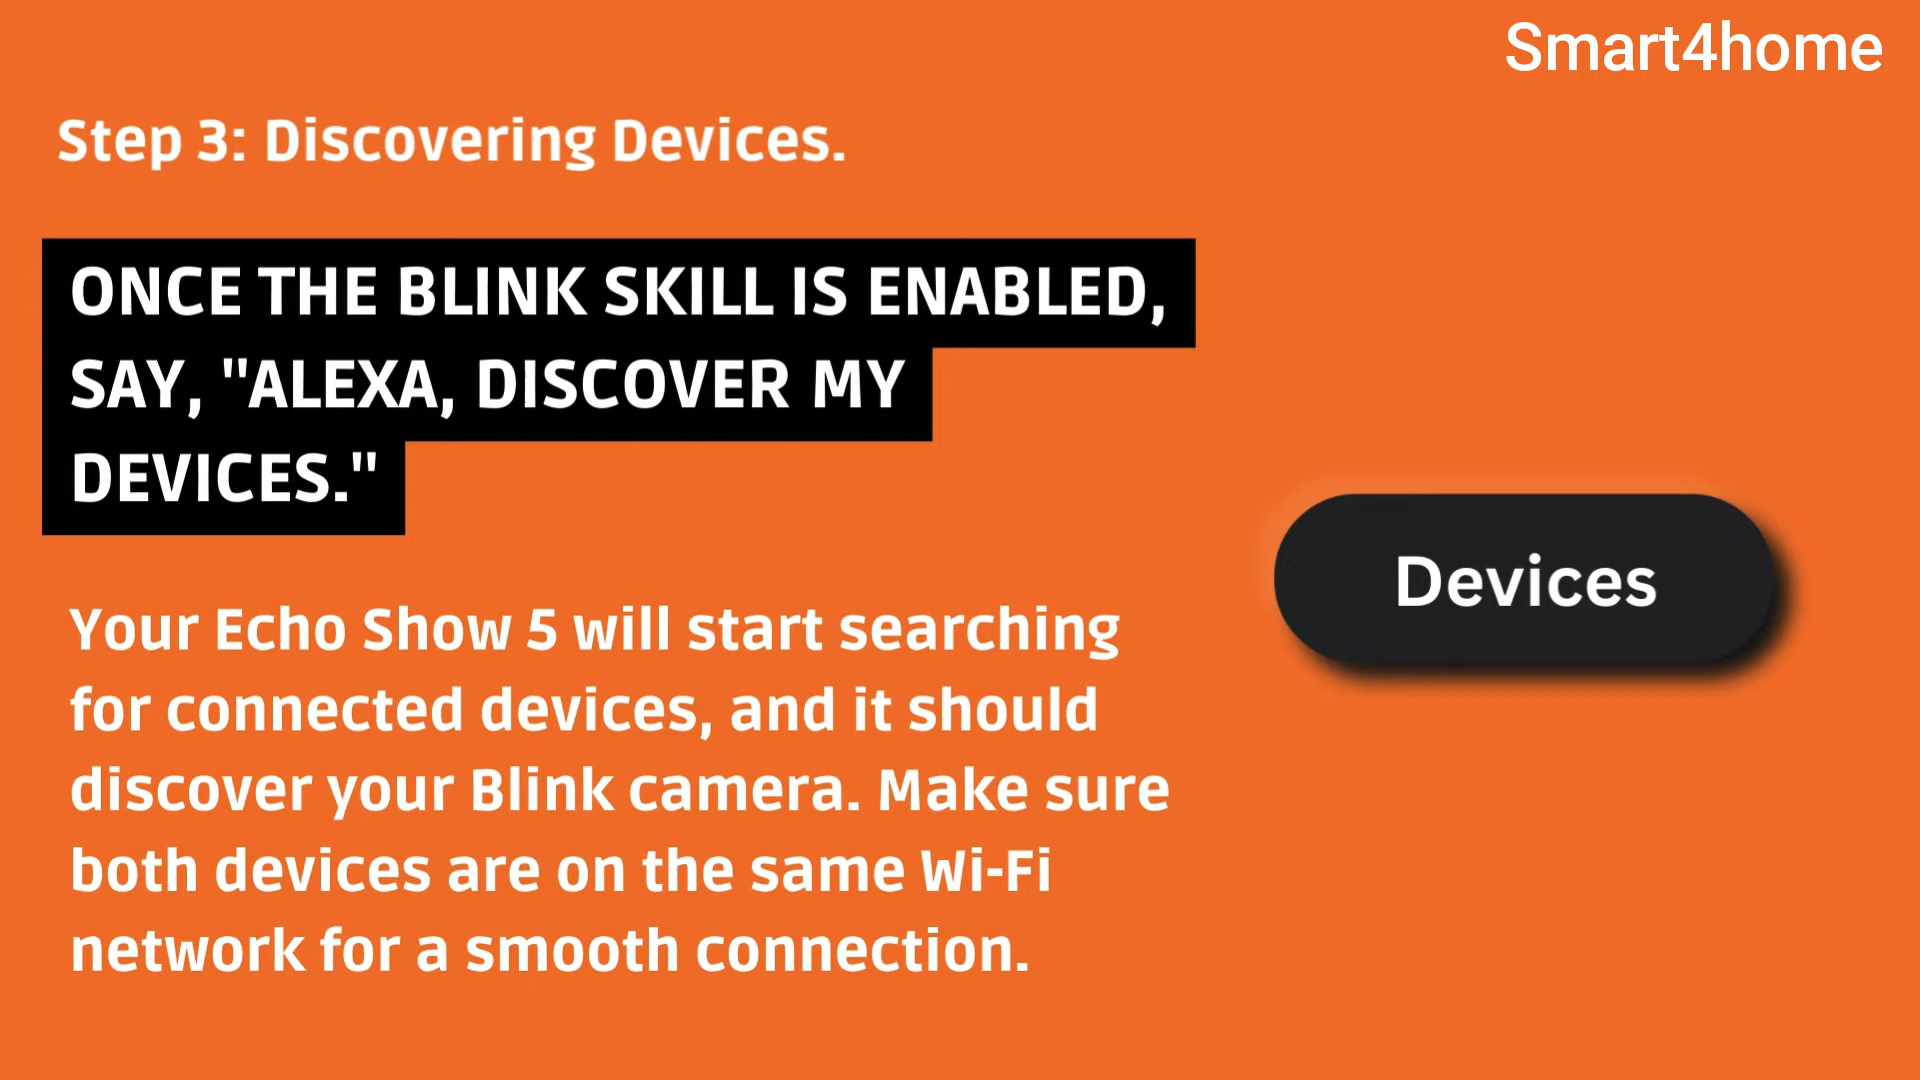 Smart4home
Step 3: Discovering Devices.
ONCE THE BLINK SKILL IS ENABLED,
SAY, "ALEXA, DISCOVER MY
DEVICES."
Devices
Your Echo Show 5 will start searching
for connected devices, and it should
discover your Blink camera. Make sure
both devices are on the same Wi-Fi
network for a smooth connection.